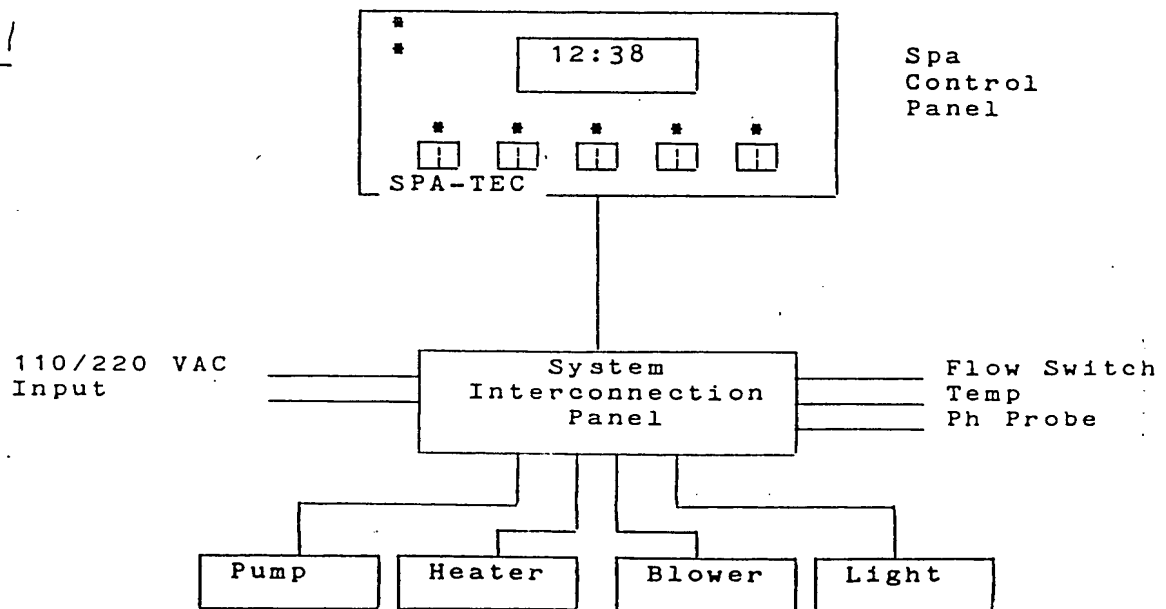 *
*
12:38
* * * * *
SPA-TEC
Spa
Control
Panel
110/220 VAC
Input
System
Interconnection
Panel
Flow Switch
Temp
Ph Probe
Pump
Heater
Blower
Light